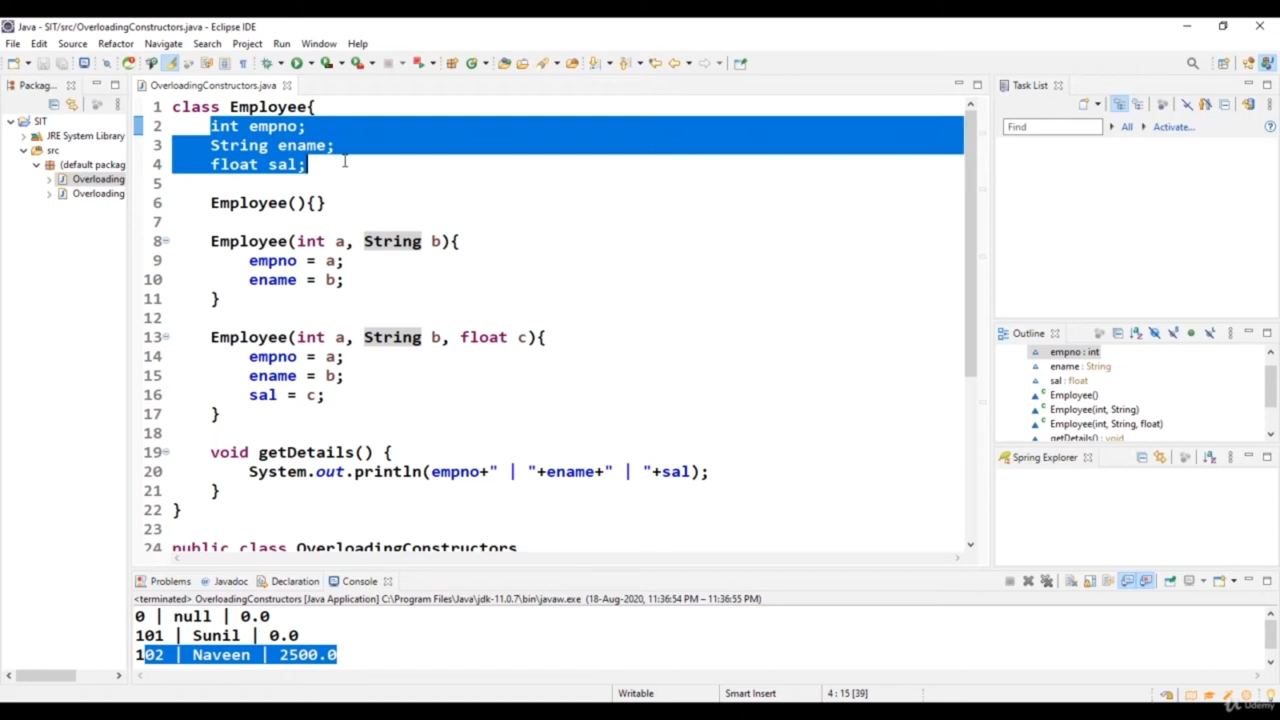 Java - SIT/src/OverloadingConstructors.java - Eclipse IDE
File Edit Source Refactor Navigate Search Project Run Window Help
Packag...
OverloadingConstructors.java
Task List
SIT
JRE System Library
src
(default packag
Overloading
Overloading
1 class Employee{
2 int empno;
3 String ename;
4 float sal;
5
6 Employee(){}
7
8 Employee(int a, String b){
9 empno = a;
10 ename = b;
11 }
12
13 Employee(int a, String b, float c){
14 empno = a;
15 ename = b;
16 sal = c;
17 }
18
19 void getDetails() {
20 System.out.println(empno+" | "+ename+" | "+sal);
21 }
22 }
23
24 public class OverloadingConstructors
Find All Activate...
Outline
empno : int
ename : String
sal : float
Employee()
Employee(int, String)
Employee(int, String, float)
getDetails() : void
Spring Explorer
Problems Javadoc Declaration Console
<terminated> OverloadingConstructors [Java Application] C:\Program Files\Java\jdk-11.0.7\bin\javaw.exe (18-Aug-2020, 11:36:54 PM – 11:36:55 PM)
0 | null | 0.0
101 | Sunil | 0.0
102 | Naveen | 2500.0
Writable Smart Insert 4 : 15 [39]
Udemy